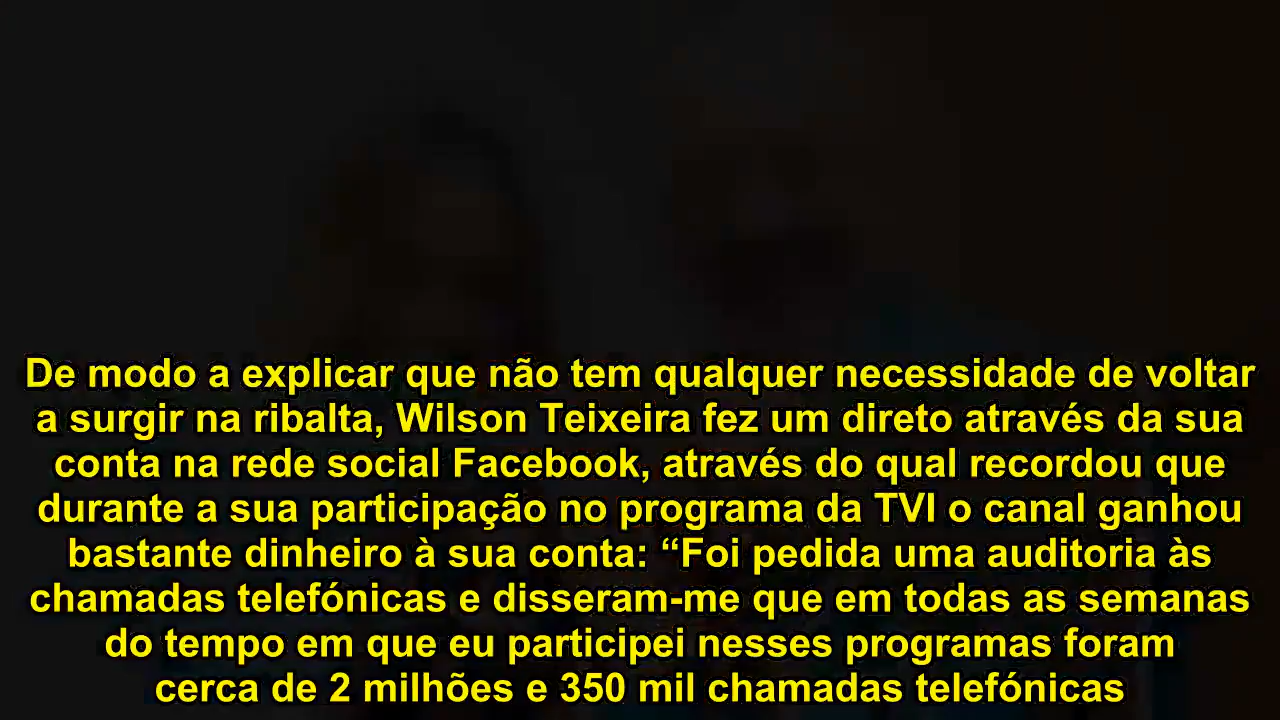 De modo a explicar que não tem qualquer necessidade de voltar
a surgir na ribalta, Wilson Teixeira fez um direto através da sua
conta na rede social Facebook, através do qual recordou que
durante a sua participação no programa da TVI o canal ganhou
bastante dinheiro à sua conta: “Foi pedida uma auditoria às
chamadas telefónicas e disseram-me que em todas as semanas
do tempo em que eu participei nesses programas foram
cerca de 2 milhões e 350 mil chamadas telefónicas